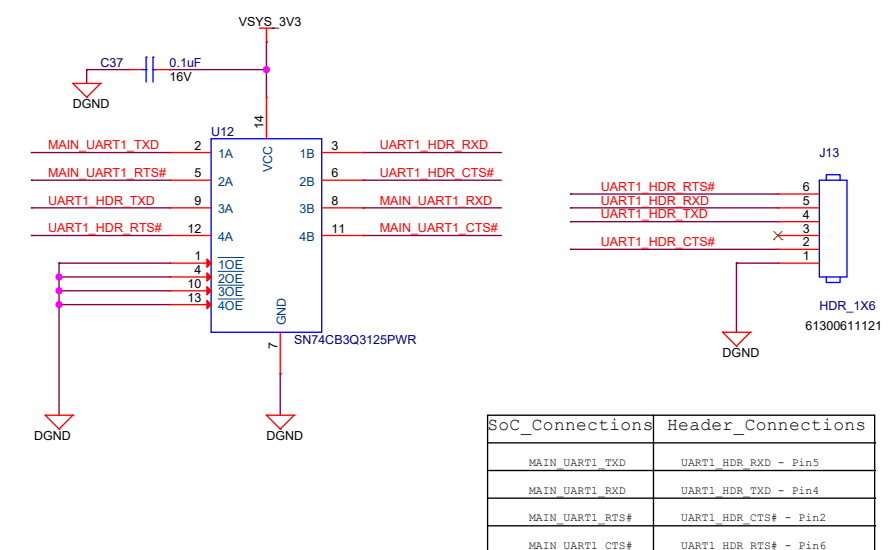 VSYS_3V3
C37
0.1uF
16V
DGND
14
U12
VCC
MAIN_UART1_TXD 2 1A 1B 3 UART1_HDR_RXD
MAIN_UART1_RTS# 5 2A 2B 6 UART1_HDR_CTS#
UART1_HDR_TXD 9 3A 3B 8 MAIN_UART1_RXD
UART1_HDR_RTS# 12 4A 4B 11 MAIN_UART1_CTS#
1 1OE
4 2OE
10 3OE
13 4OE
GND
7
SN74CB3Q3125PWR
DGND
DGND
J13
UART1_HDR_RTS# 6
UART1_HDR_RXD 5
UART1_HDR_TXD 4
3
UART1_HDR_CTS# 2
1
HDR_1X6
61300611121
DGND
SoC_Connections Header_Connections
MAIN_UART1_TXD UART1_HDR_RXD - Pin5
MAIN_UART1_RXD UART1_HDR_TXD - Pin4
MAIN_UART1_RTS# UART1_HDR_CTS# - Pin2
MAIN_UART1_CTS# UART1_HDR_RTS# - Pin6